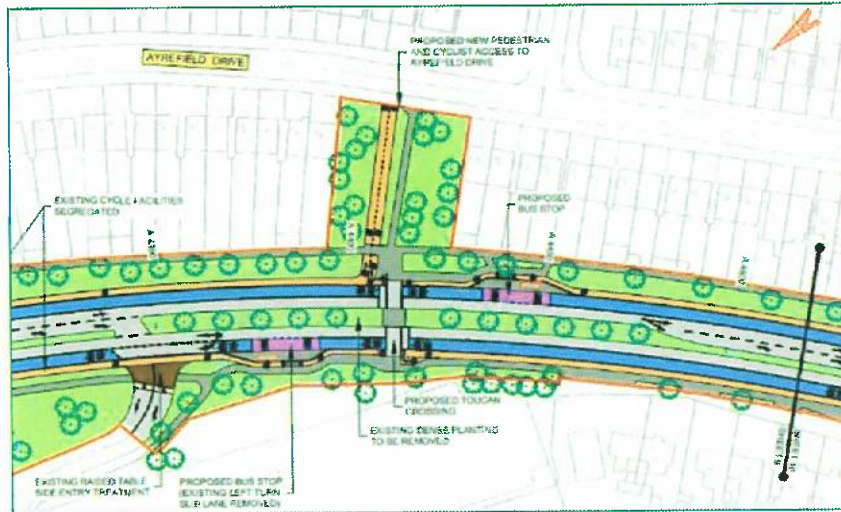 PROPOSED NEW PEDESTRIAN
AND CYCLIST ACCESS TO
AYREFIELD DRIVE
AYREFIELD DRIVE
EXISTING CYCLE FACILITIES
SEGREGATED
PROPOSED
BUS STOP
PROPOSED TOUCAN
CROSSING
EXISTING DENSE PLANTING
TO BE REMOVED
EXISTING RAISED TABLE
SIDE ENTRY TREATMENT
PROPOSED BUS STOP
(EXISTING LEFT TURN
SLIP LANE REMOVED)